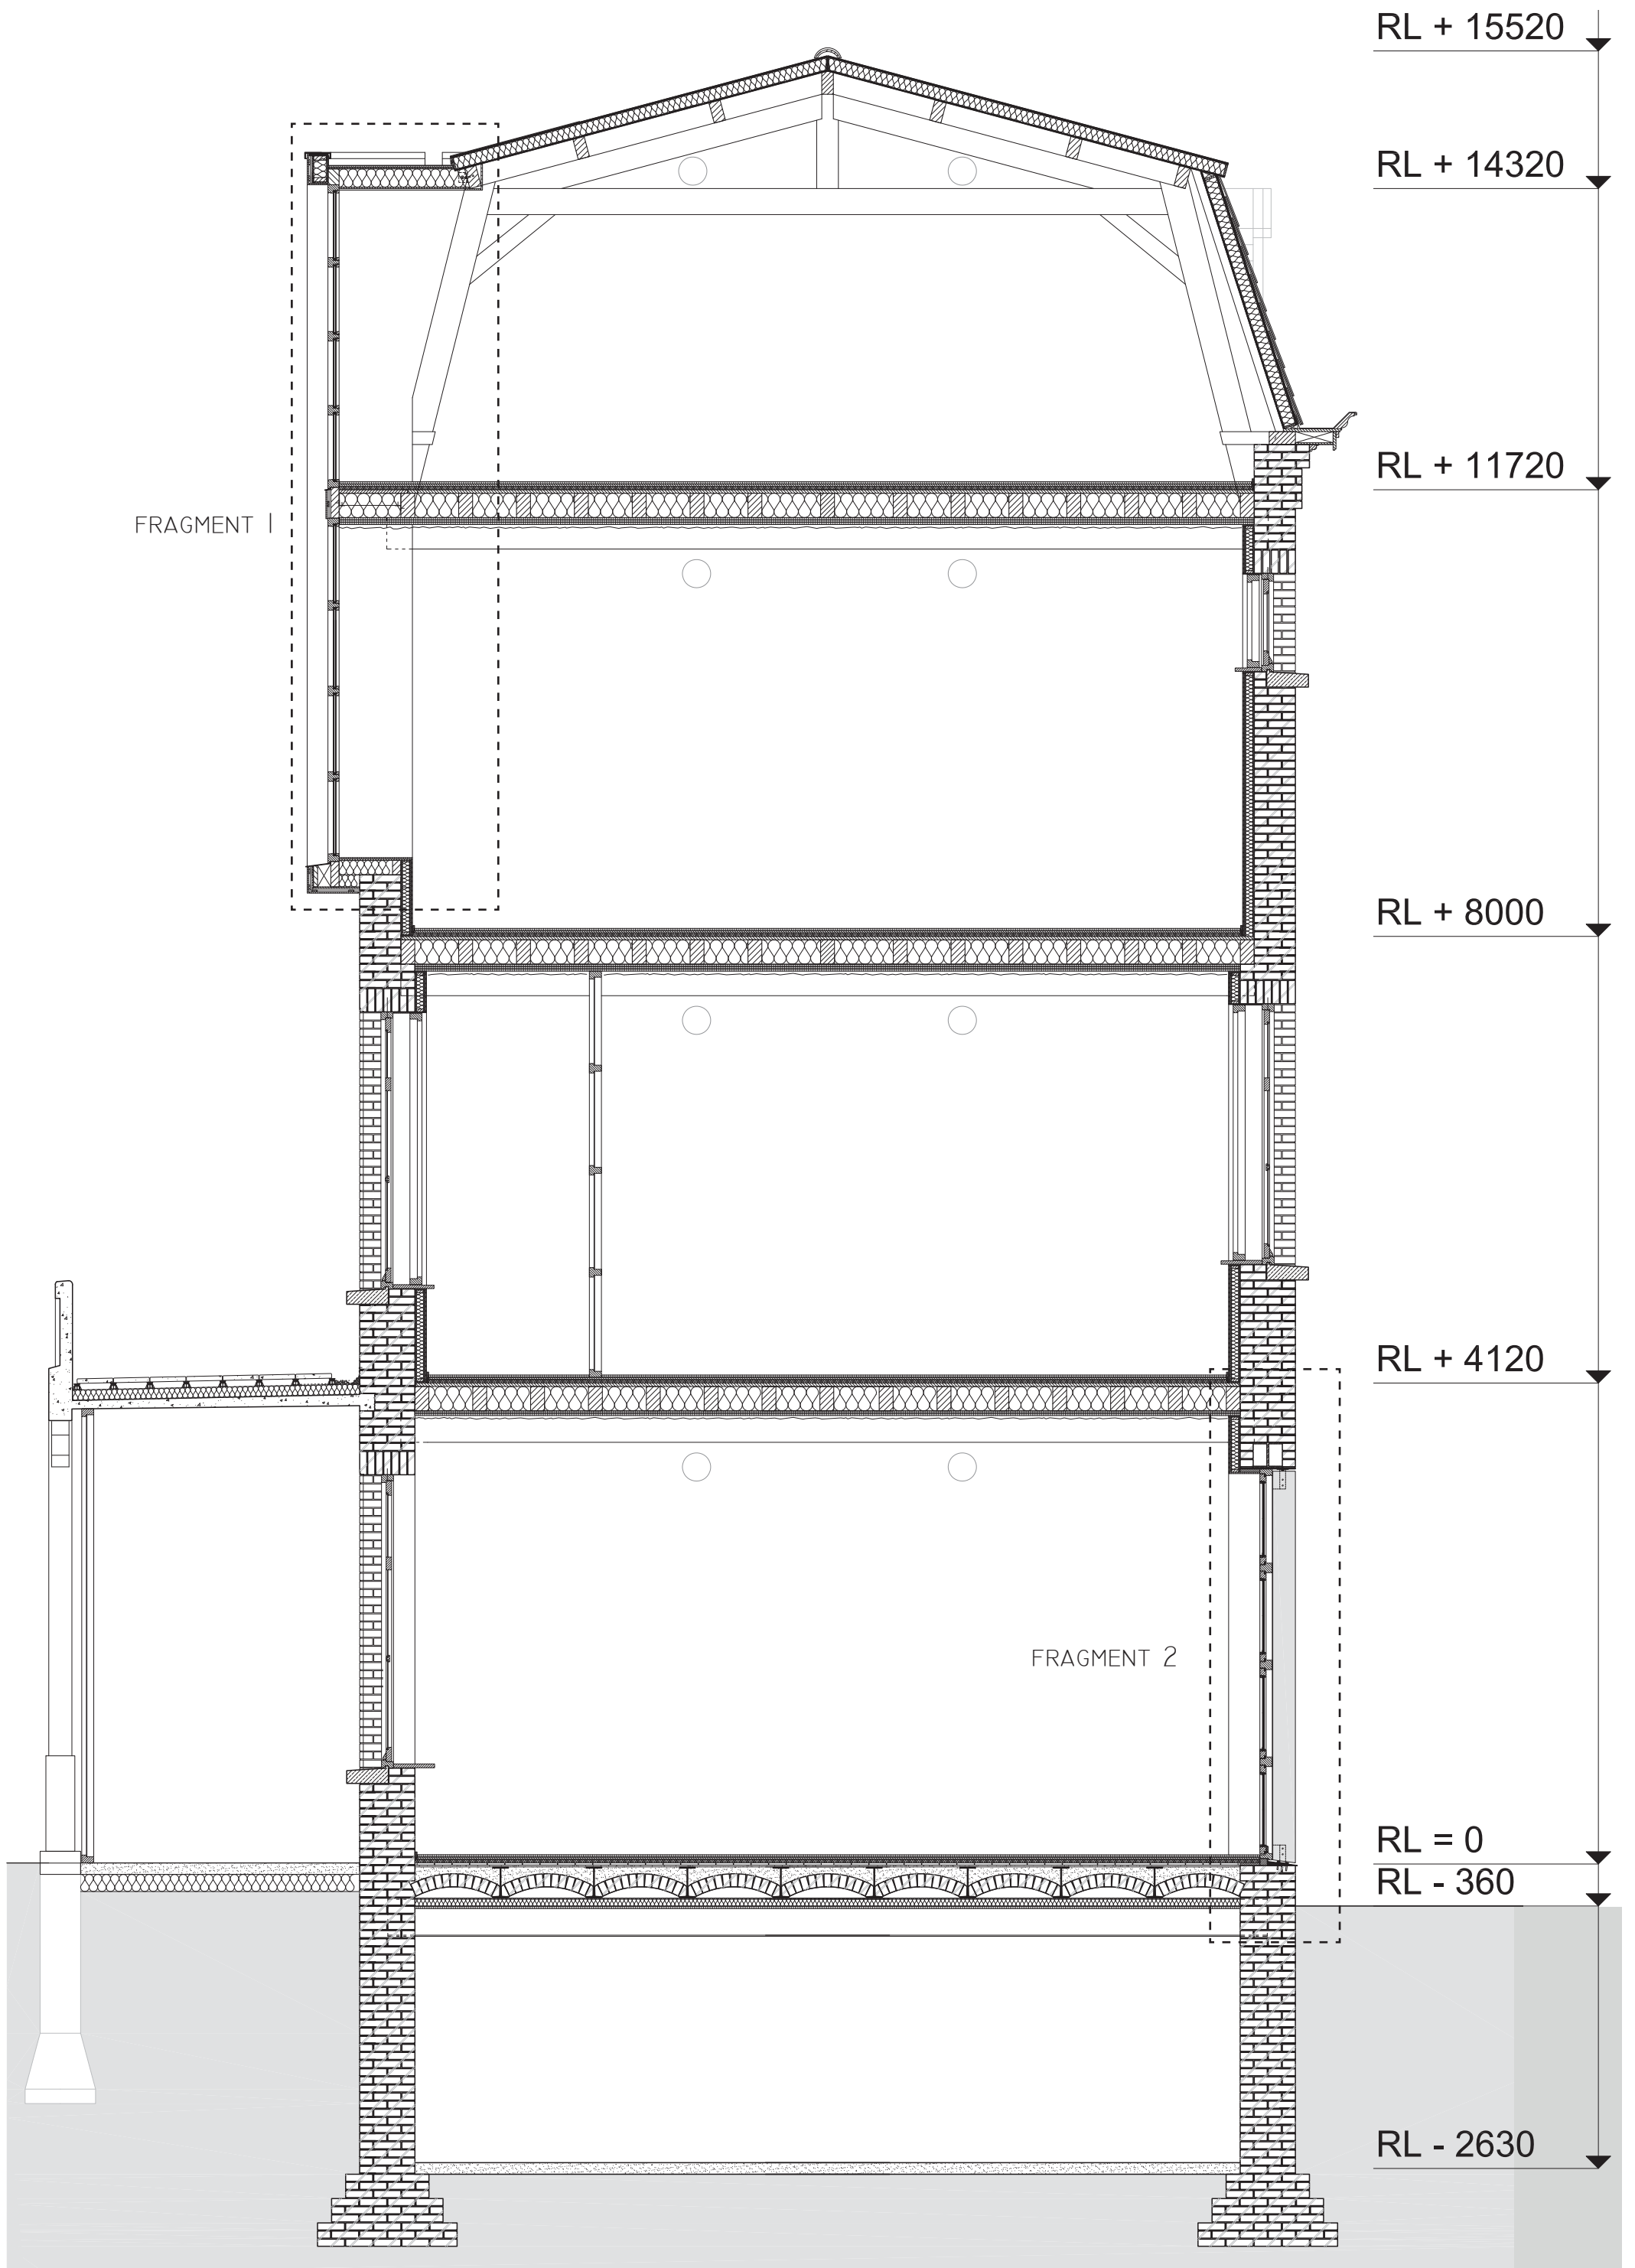 RL + 15520
RL + 14320
RL + 11720
FRAGMENT 1
RL + 8000
RL + 4120
FRAGMENT 2
RL = 0
RL - 360
RL - 2630